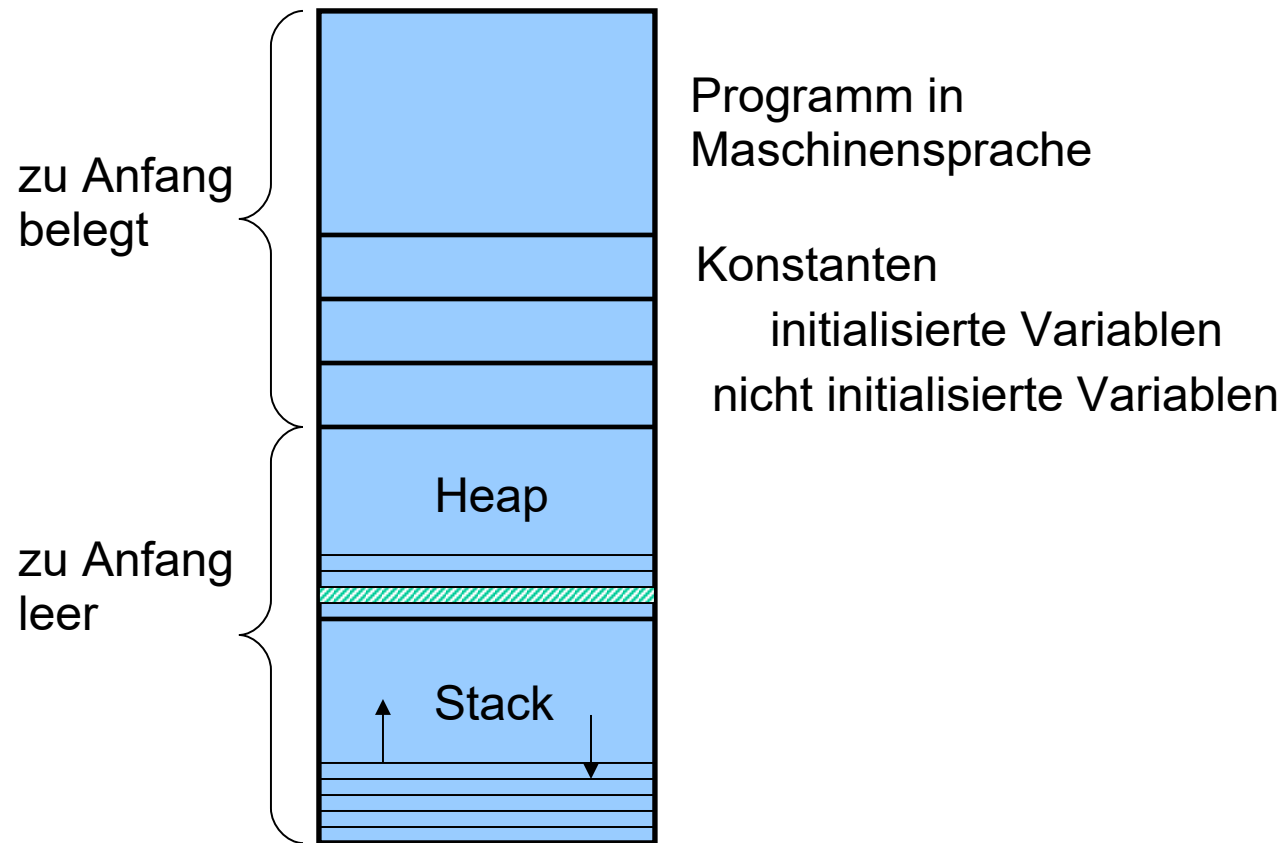 Programm in
Maschinensprache
zu Anfang
belegt
Konstanten
initialisierte Variablen
nicht initialisierte Variablen
Heap
zu Anfang
leer
Stack